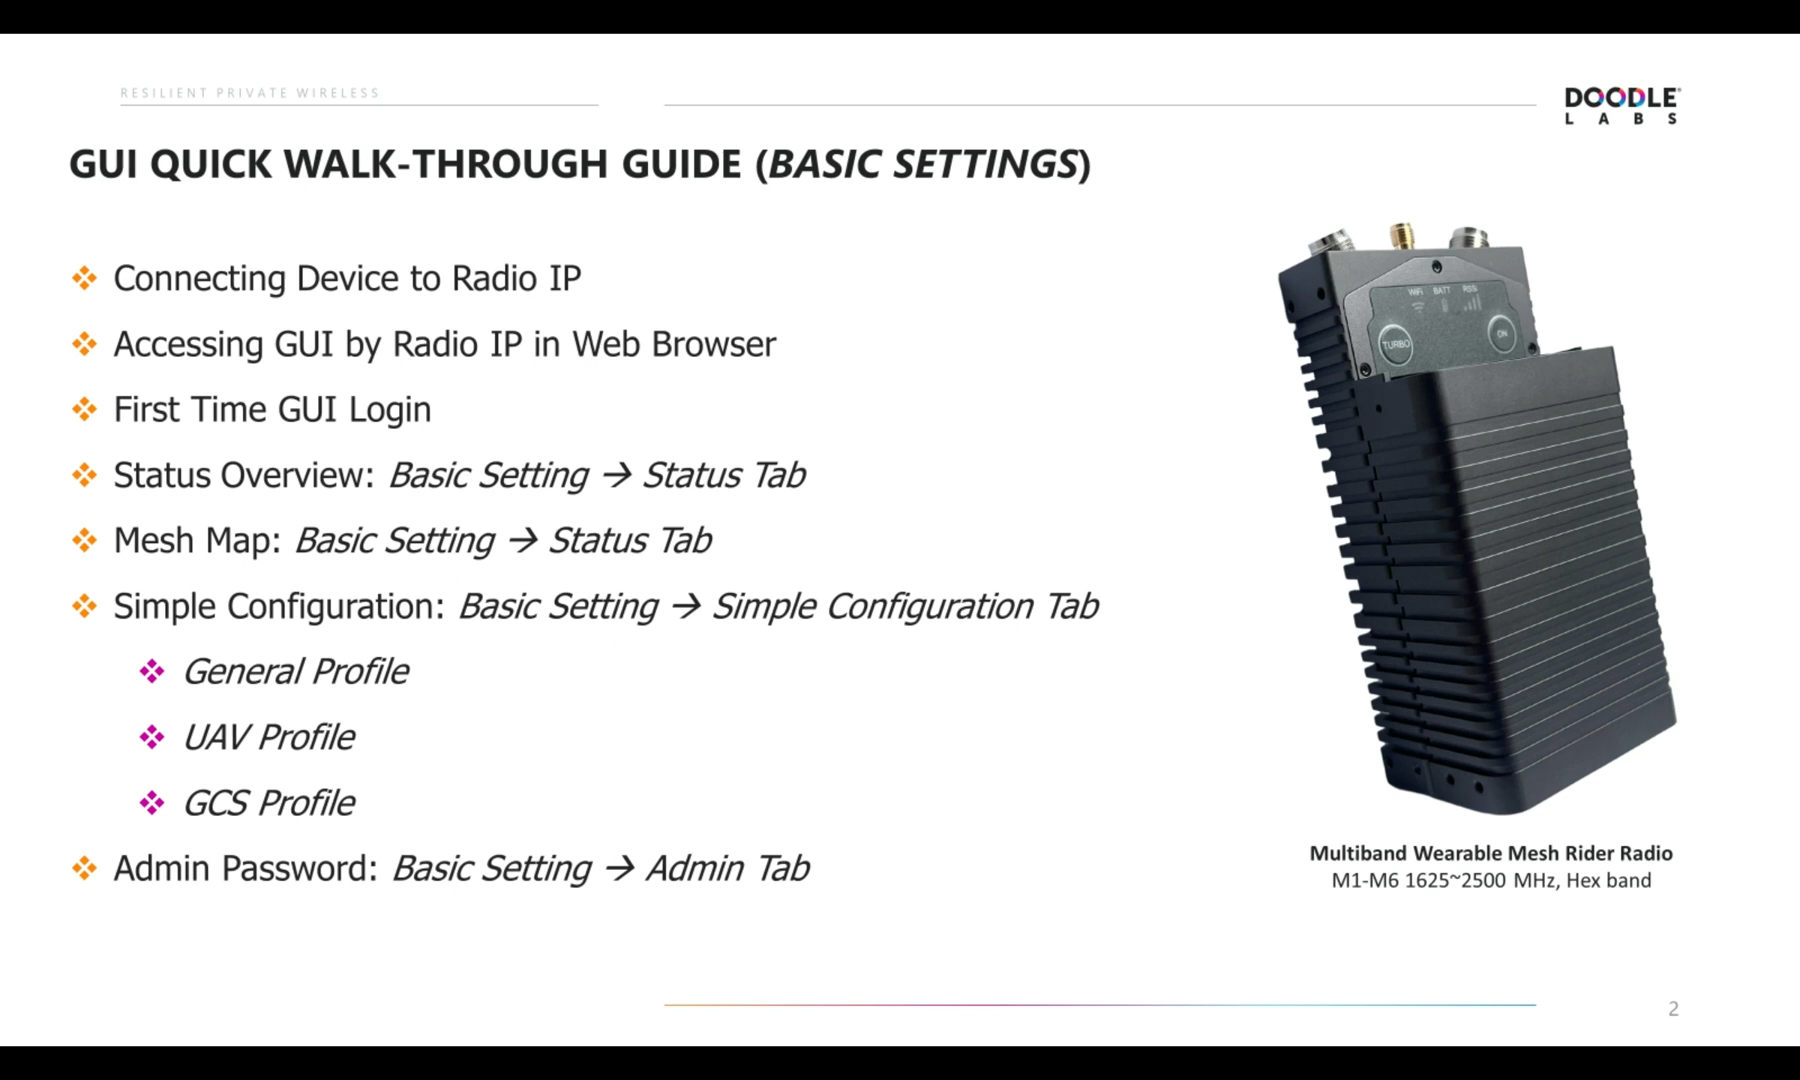 RESILIENT PRIVATE WIRELESS
DOODLE
LABS
GUI QUICK WALK-THROUGH GUIDE (BASIC SETTINGS)
Connecting Device to Radio IP
Accessing GUI by Radio IP in Web Browser
First Time GUI Login
Status Overview: Basic Setting → Status Tab
Mesh Map: Basic Setting → Status Tab
Simple Configuration: Basic Setting → Simple Configuration Tab
General Profile
UAV Profile
GCS Profile
Admin Password: Basic Setting → Admin Tab
WiFi BATT RSS
TURBO ON
Multiband Wearable Mesh Rider Radio
M1-M6 1625~2500 MHz, Hex band
2